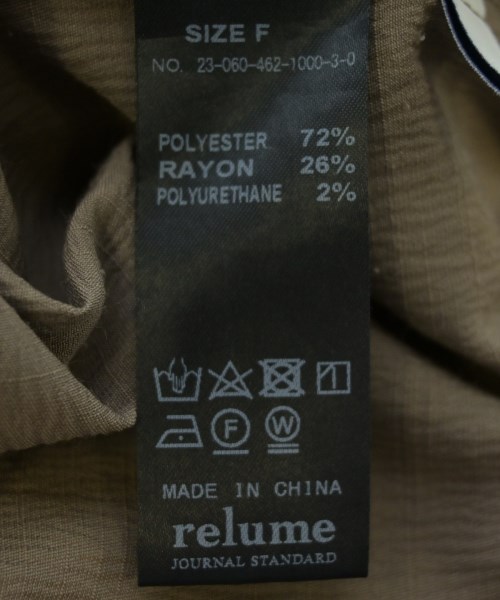 SIZE F
NO. 23-060-462-1000-3-0
POLYESTER 72%
RAYON 26%
POLYURETHANE 2%
F W
MADE IN CHINA
relume
JOURNAL STANDARD